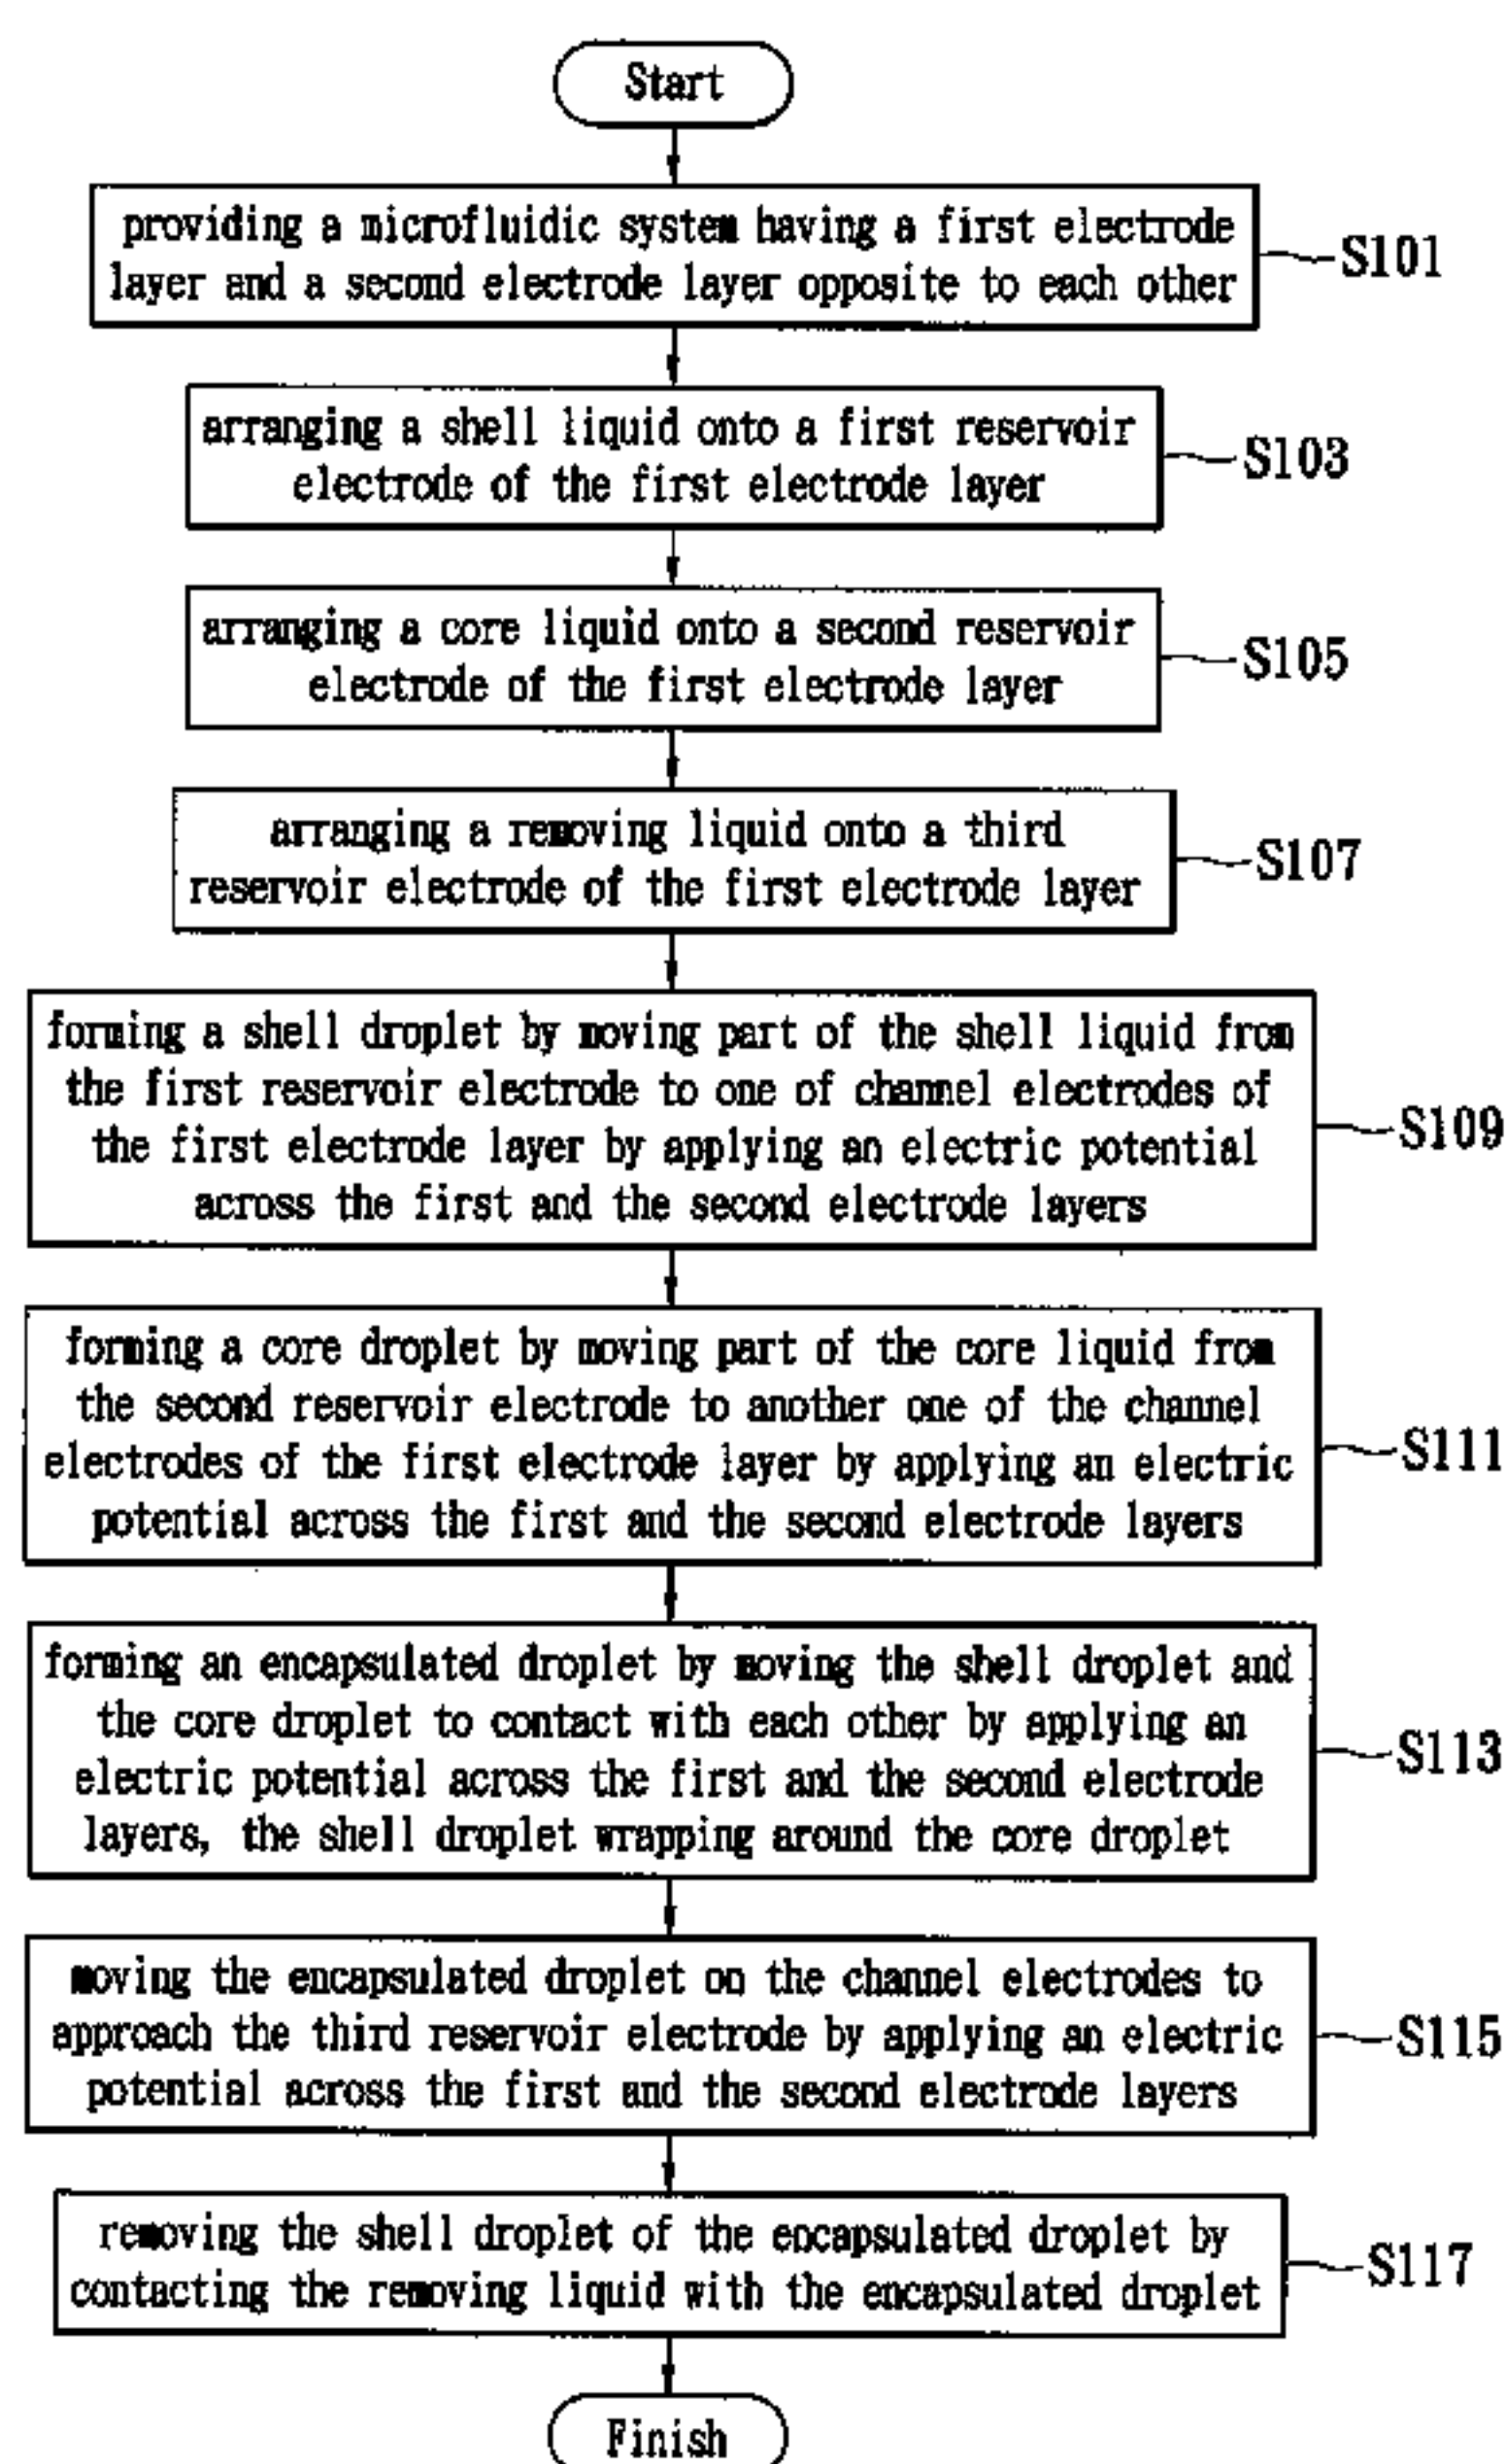 Start
providing a microfluidic system having a first electrode
layer and a second electrode layer opposite to each other
S101
arranging a shell liquid onto a first reservoir
electrode of the first electrode layer
S103
arranging a core liquid onto a second reservoir
electrode of the first electrode layer
S105
arranging a removing liquid onto a third
reservoir electrode of the first electrode layer
S107
forming a shell droplet by moving part of the shell liquid from
the first reservoir electrode to one of channel electrodes of
the first electrode layer by applying an electric potential
across the first and the second electrode layers
S109
forming a core droplet by moving part of the core liquid from
the second reservoir electrode to another one of the channel
electrodes of the first electrode layer by applying an electric
potential across the first and the second electrode layers
S111
forming an encapsulated droplet by moving the shell droplet and
the core droplet to contact with each other by applying an
electric potential across the first and the second electrode
layers, the shell droplet wrapping around the core droplet
S113
moving the encapsulated droplet on the channel electrodes to
approach the third reservoir electrode by applying an electric
potential across the first and the second electrode layers
S115
removing the shell droplet of the encapsulated droplet by
contacting the removing liquid with the encapsulated droplet
S117
Finish